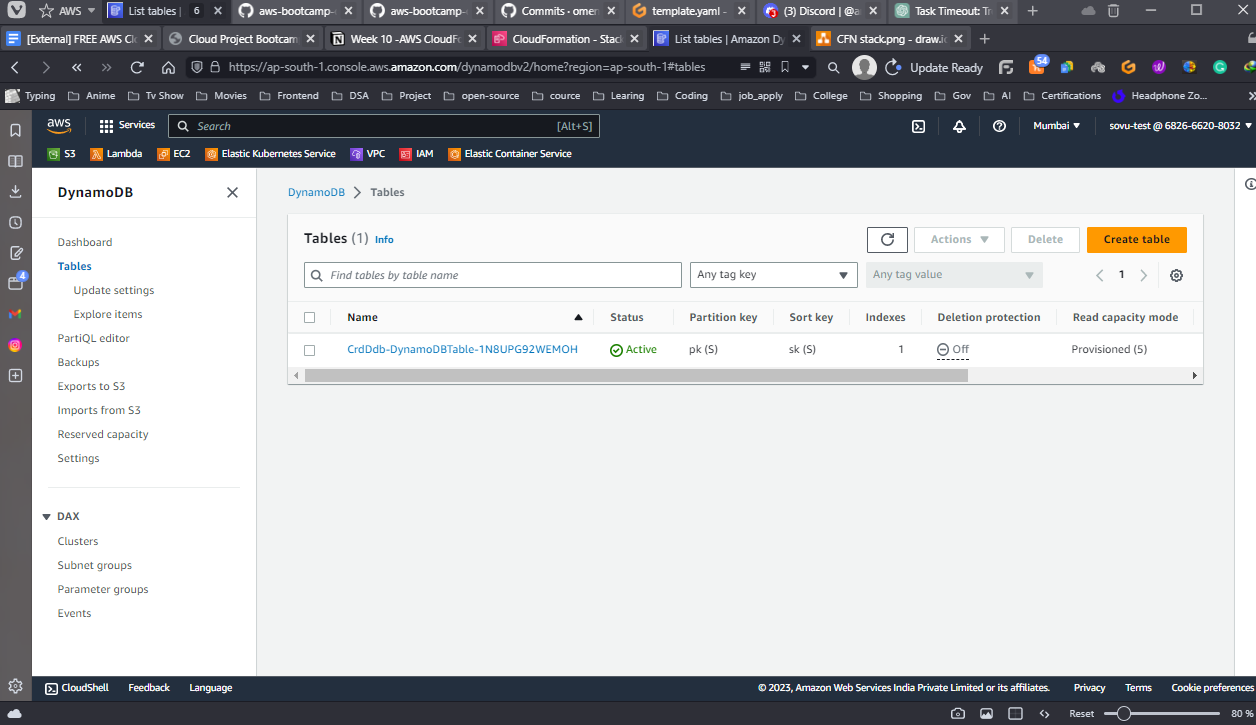 AWS
List tables |
6
aws-bootcamp-
aws-bootcamp-
Commits · omen
template.yaml -
(3) Discord | @a
Task Timeout: Tr
[External] FREE AWS Clo
Cloud Project Bootcam
Week 10 -AWS CloudFo
CloudFormation - Stack
List tables | Amazon Dy
CFN stack.png - draw.io
https://ap-south-1.console.aws.amazon.com/dynamodbv2/home?region=ap-south-1#tables
Update Ready
54
Typing
Anime
Tv Show
Movies
Frontend
DSA
Project
open-source
cource
Learing
Coding
job_apply
College
Shopping
Gov
AI
Certifications
Headphone Zo...
aws
Services
Search
[Alt+S]
Mumbai
sovu-test @ 6826-6620-8032
S3
Lambda
EC2
Elastic Kubernetes Service
VPC
IAM
Elastic Container Service
4
DynamoDB
Dashboard
Tables
Update settings
Explore items
PartiQL editor
Backups
Exports to S3
Imports from S3
Reserved capacity
Settings
DAX
Clusters
Subnet groups
Parameter groups
Events
DynamoDB > Tables
Tables (1) Info
Actions
Delete
Create table
Find tables by table name
Any tag key
Any tag value
1
Name
Status
Partition key
Sort key
Indexes
Deletion protection
Read capacity mode
CrdDdb-DynamoDBTable-1N8UPG92WEMOH
Active
pk (S)
sk (S)
1
Off
Provisioned (5)
CloudShell
Feedback
Language
© 2023, Amazon Web Services India Private Limited or its affiliates.
Privacy
Terms
Cookie preferences
Reset
80 %